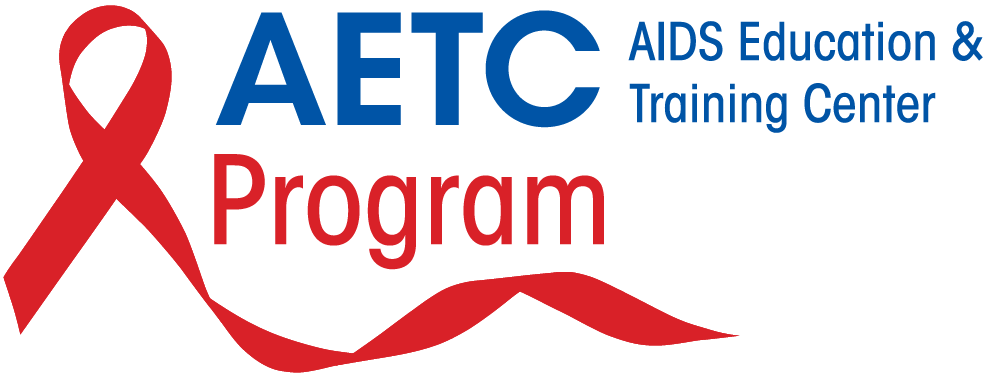 AETC
AIDS Education &
Training Center
Program